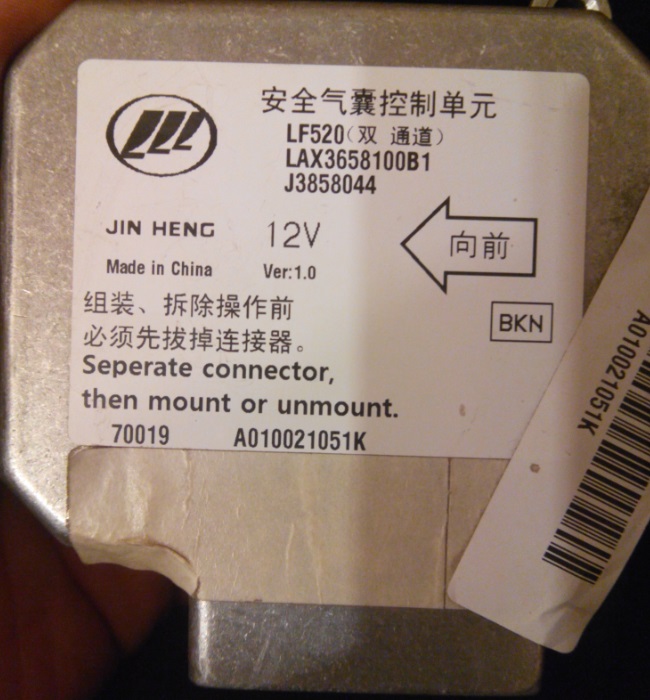 安全气囊控制单元
LF520（双 通道）
LAX3658100B1
J3858044
JIN HENG 12V
向前
Made in China Ver:1.0
BKN
组装、拆除操作前
必须先拔掉连接器。
Seperate connector,
then mount or unmount.
70019 A010021051K
A010021051K